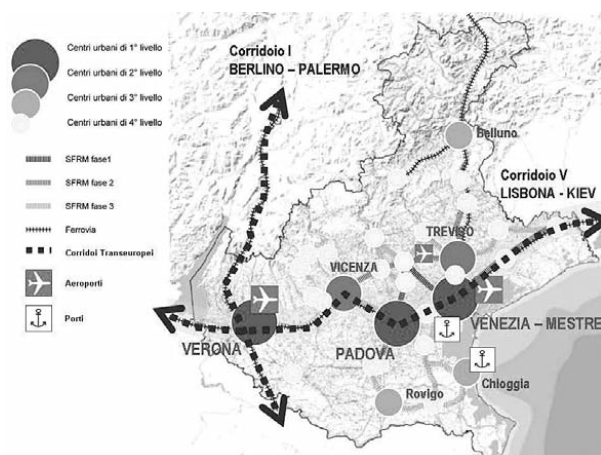 Centri urbani di 1° livello
Centri urbani di 2° livello
Centri urbani di 3° livello
Centri urbani di 4° livello
SFRM fase1
SFRM fase 2
SFRM fase 3
Ferrovia
Corridoi Transeuropei
Aeroporti
Porti
Corridoio I
BERLINO – PALERMO
Belluno
Corridoio V
LISBONA - KIEV
TREVISO
VICENZA
VERONA
PADOVA
VENEZIA – MESTRE
Chioggia
Rovigo